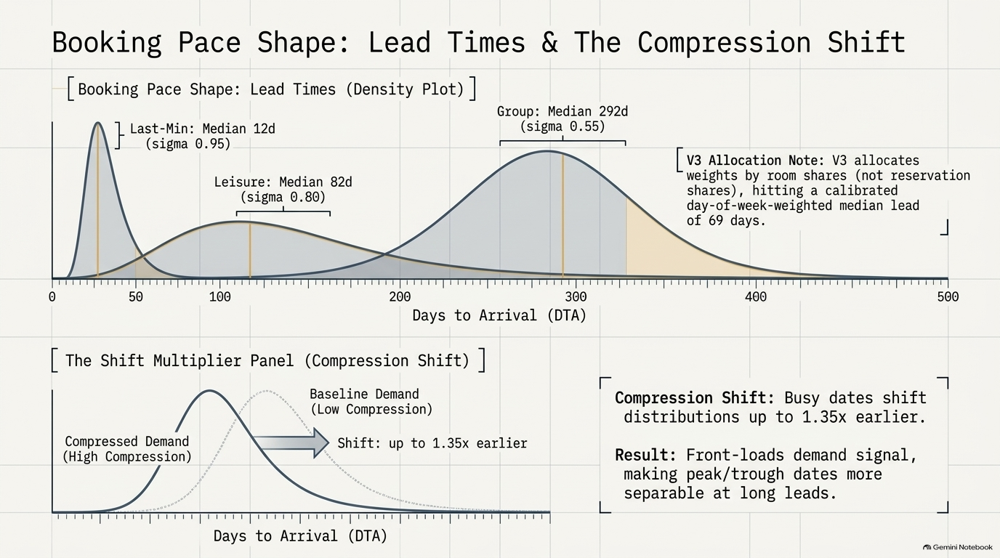 Booking Pace Shape: Lead Times & The Compression Shift
Booking Pace Shape: Lead Times (Density Plot)
Last-Min: Median 12d
(sigma 0.95)
Leisure: Median 82d
(sigma 0.80)
Group: Median 292d
(sigma 0.55)
V3 Allocation Note: V3 allocates
weights by room shares (not reservation
shares), hitting a calibrated
day-of-week-weighted median lead
of 69 days.
0 50 100 200 300 400 500
Days to Arrival (DTA)
The Shift Multiplier Panel (Compression Shift)
Baseline Demand
(Low Compression)
Compressed Demand
(High Compression)
Shift: up to 1.35x earlier
Days to Arrival (DTA)
Compression Shift: Busy dates shift
distributions up to 1.35x earlier.
Result: Front-loads demand signal,
making peak/trough dates more
separable at long leads.
Gemini Notebook